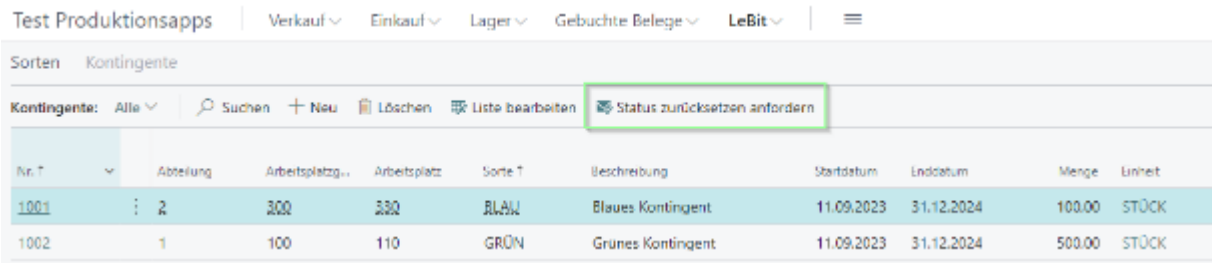 Test Produktionsapps Verkauf Einkauf Lager Gebuchte Belege LeBit
Sorten Kontingente
Kontingente: Alle Suchen Neu Löschen Liste bearbeiten Status zurücksetzen anfordern
Nr. ↑ Abteilung Arbeitsplatzg... Arbeitsplatz Sorte ↑ Beschreibung Startdatum Enddatum Menge Einheit
1001 2 300 330 BLAU Blaues Kontingent 11.09.2023 31.12.2024 100.00 STÜCK
1002 1 100 110 GRÜN Grünes Kontingent 11.09.2023 31.12.2024 500.00 STÜCK